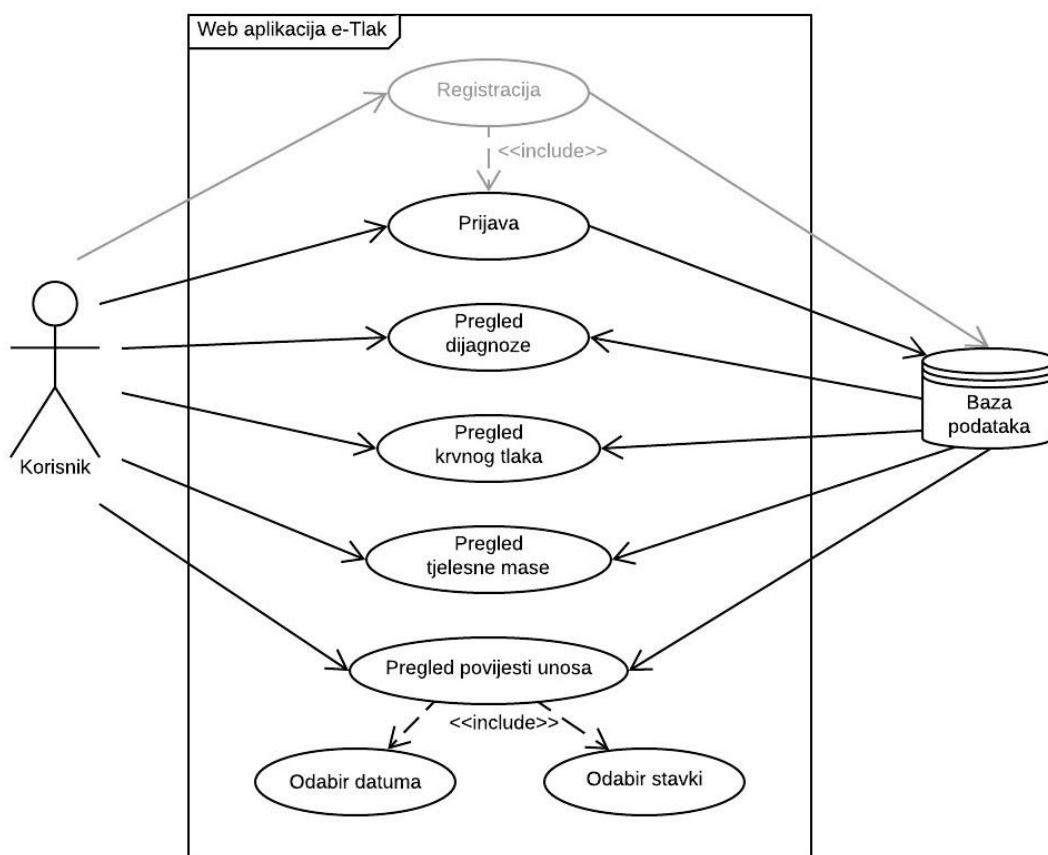 Web aplikacija e-Tlak
Registracija
<<include>>
Prijava
Pregled
dijagnoze
Baza
podataka
Pregled
krvnog tlaka
Korisnik
Pregled
tjelesne mase
Pregled povijesti unosa
<<include>>
Odabir datuma
Odabir stavki